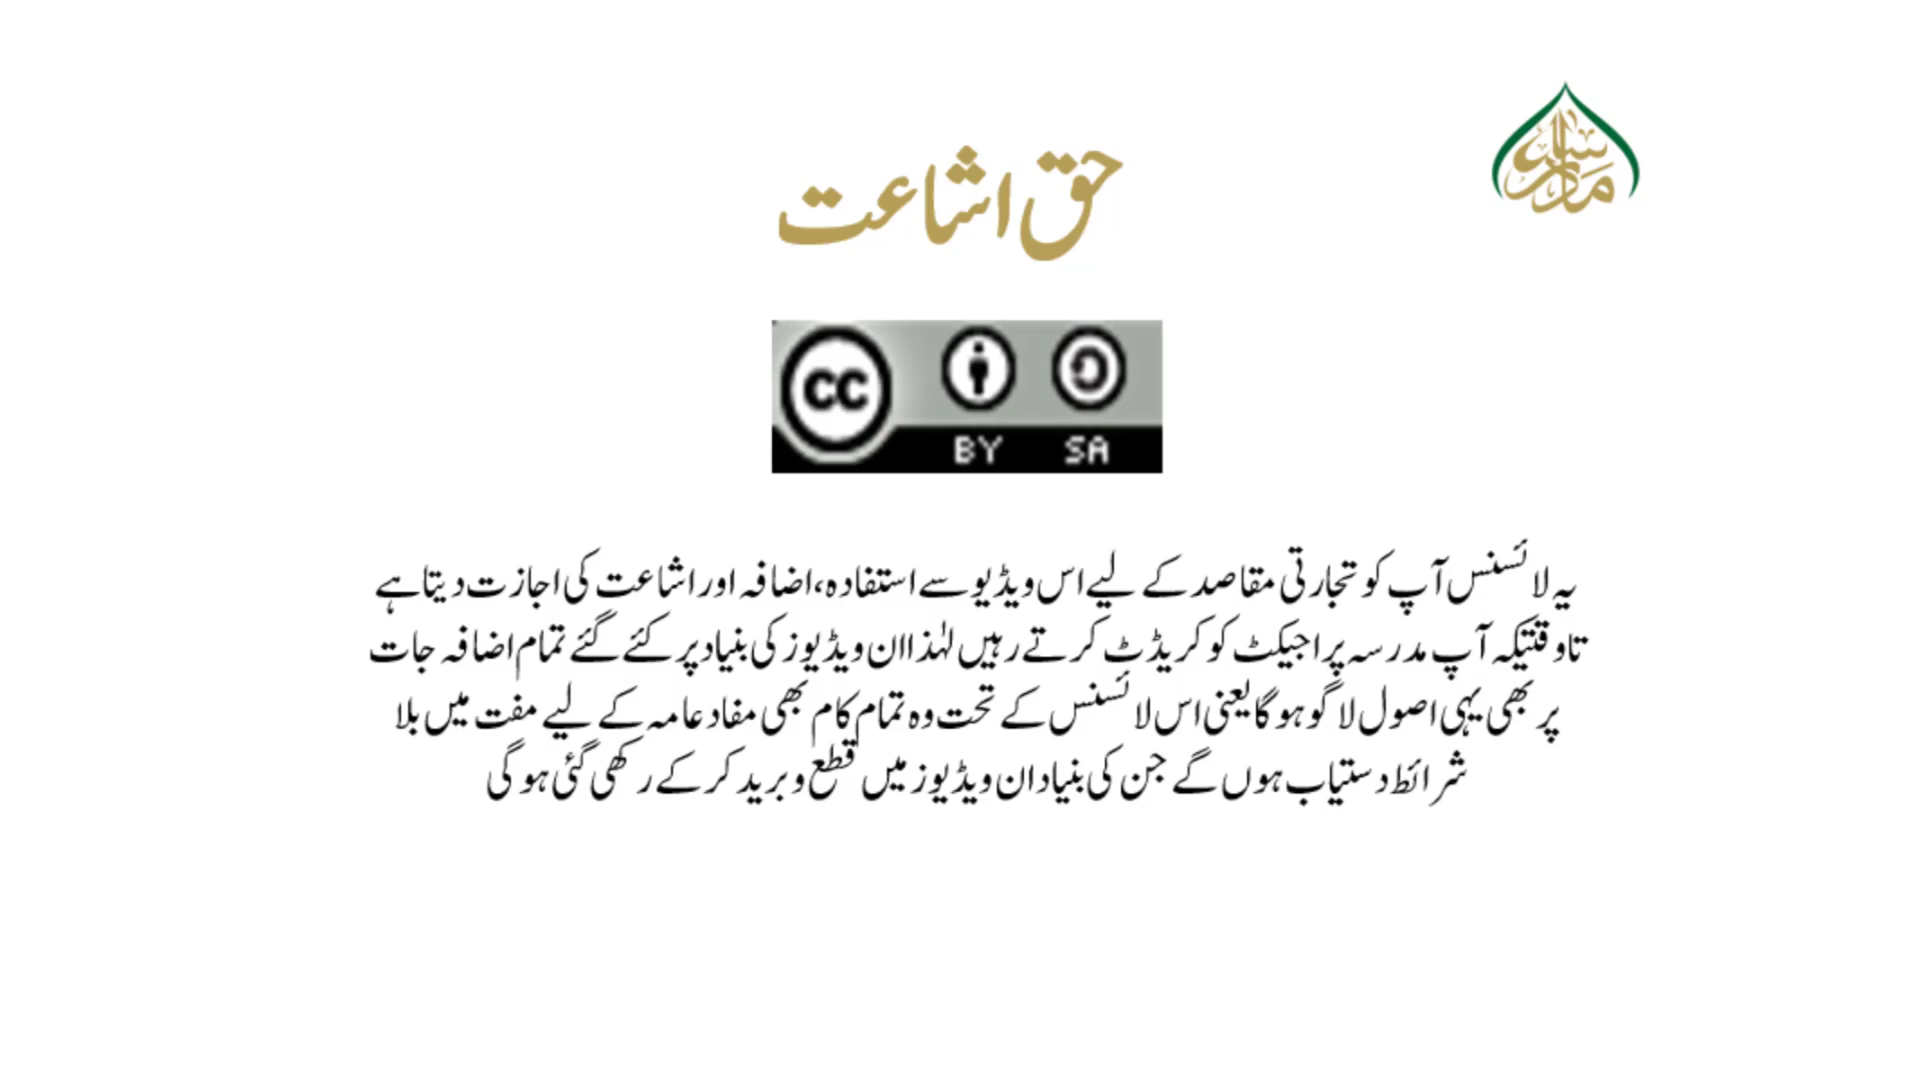 حق اشاعت
CC
BY SA
یہ لائسنس آپ کو تجارتی مقاصد کے لیے اس ویڈیو سے استفادہ، اضافہ اور اشاعت کی اجازت دیتا ہے
تاوقتیکہ آپ مدرسہ پراجیکٹ کو کریڈٹ کرتے رہیں لہٰذا ان ویڈیوز کی بنیاد پر کئے گئے تمام اضافہ جات
پر بھی یہی اصول لاگو ہو گا یعنی اس لائسنس کے تحت وہ تمام کام بھی مفاد عامہ کے لیے مفت میں بلا
شرائط دستیاب ہوں گے جن کی بنیاد ان ویڈیوز میں قطع و برید کر کے رکھی گئی ہو گی